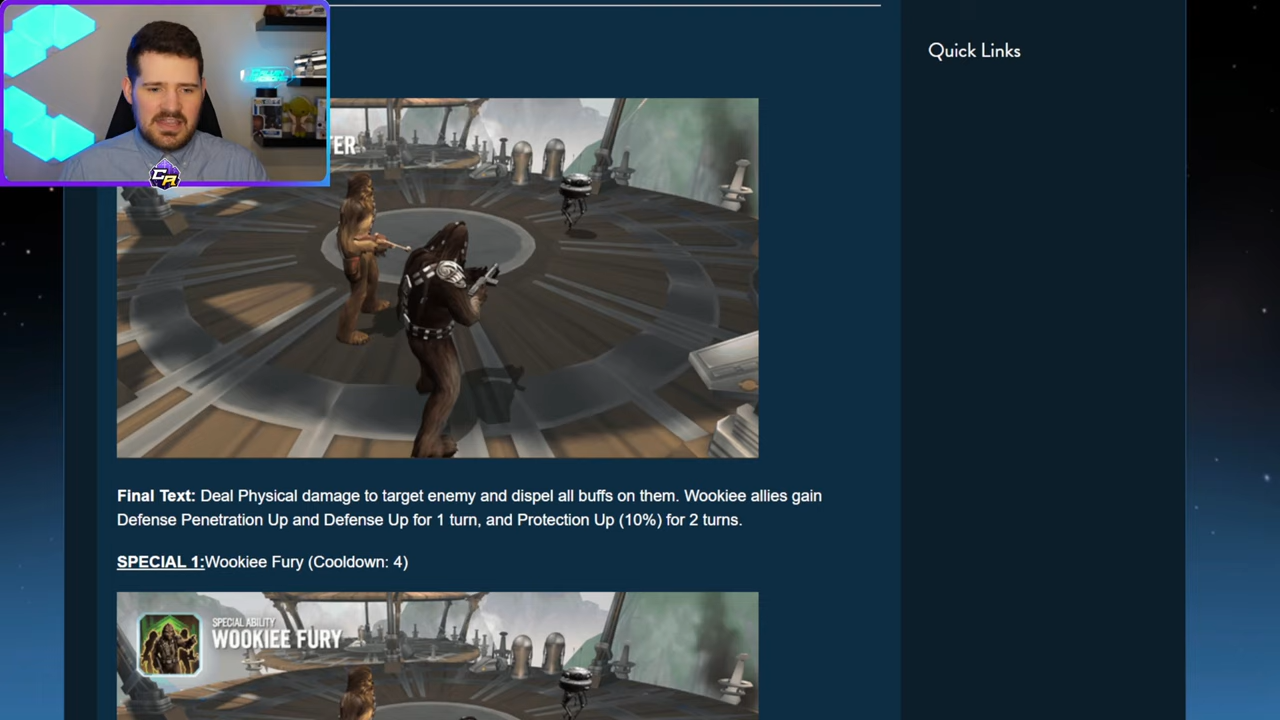 Quick Links
TER
CA
Final Text: Deal Physical damage to target enemy and dispel all buffs on them. Wookiee allies gain
Defense Penetration Up and Defense Up for 1 turn, and Protection Up (10%) for 2 turns.
SPECIAL 1:Wookiee Fury (Cooldown: 4)
SPECIAL ABILITY
WOOKIEE FURY